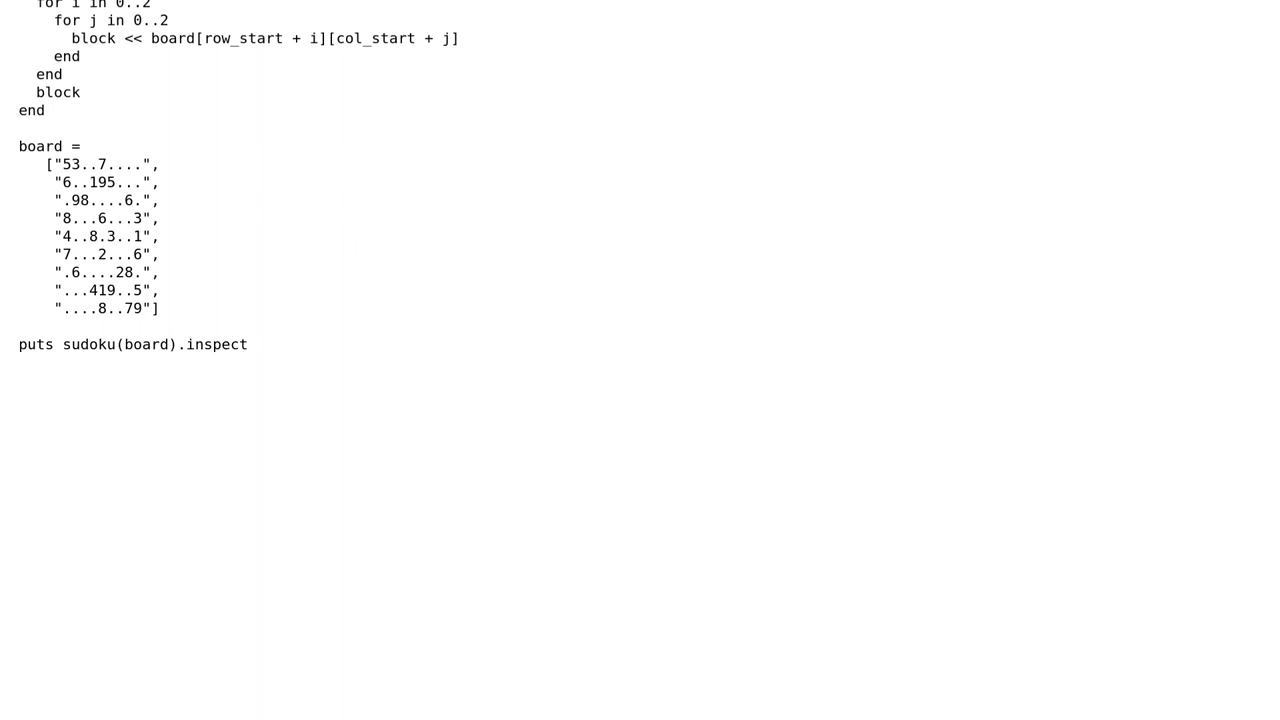 for i in 0..2
    for j in 0..2
      block << board[row_start + i][col_start + j]
    end
  end
  block
end

board =
   ["53..7....",
    "6..195...",
    ".98....6.",
    "8...6...3",
    "4..8.3..1",
    "7...2...6",
    ".6....28.",
    "...419..5",
    "....8..79"]

puts sudoku(board).inspect